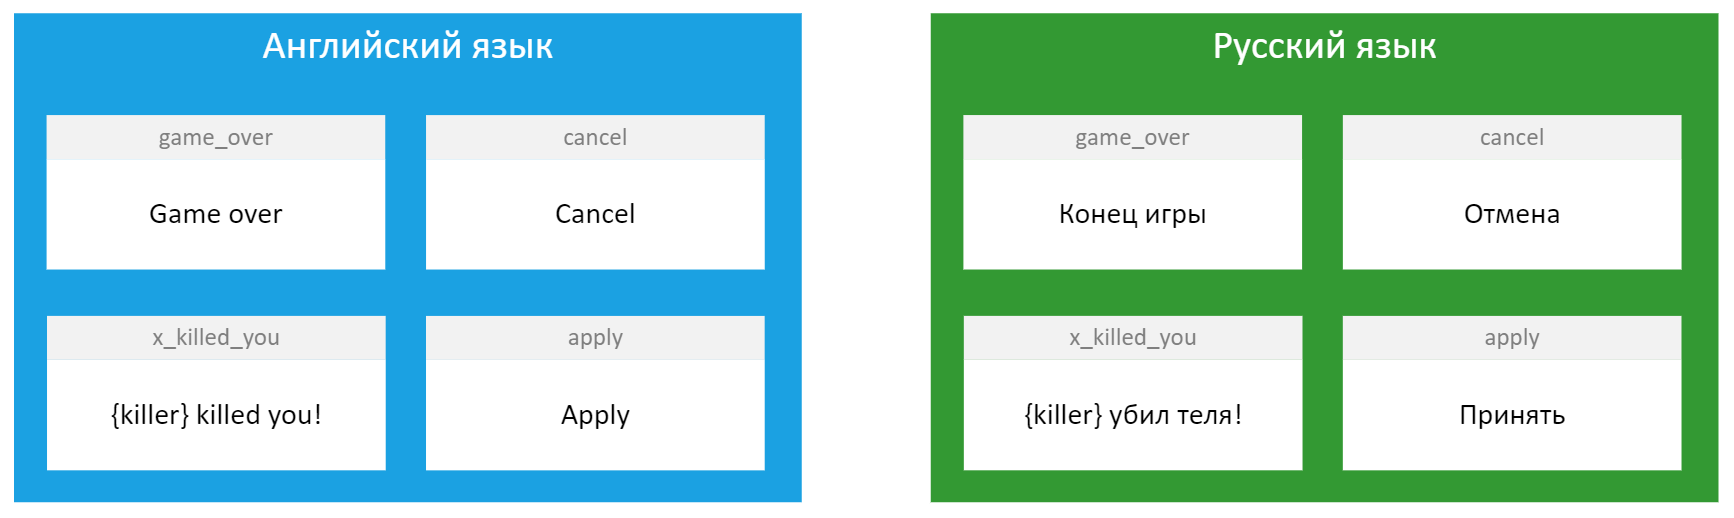 Английский язык
game_over
Game over
cancel
Cancel
x_killed_you
{killer} killed you!
apply
Apply
Русский язык
game_over
Конец игры
cancel
Отмена
x_killed_you
{killer} убил теля!
apply
Принять